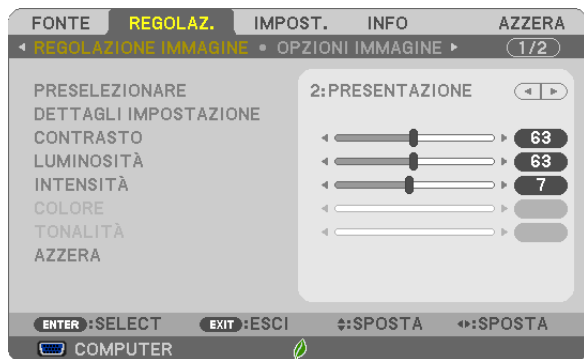 FONTE REGOLAZ. IMPOST. INFO AZZERA
REGOLAZIONE IMMAGINE • OPZIONI IMMAGINE 1/2
PRESELEZIONARE 2:PRESENTAZIONE
DETTAGLI IMPOSTAZIONE
CONTRASTO 63
LUMINOSITÀ 63
INTENSITÀ 7
COLORE
TONALITÀ
AZZERA
ENTER :SELECT EXIT :ESCI :SPOSTA :SPOSTA
COMPUTER